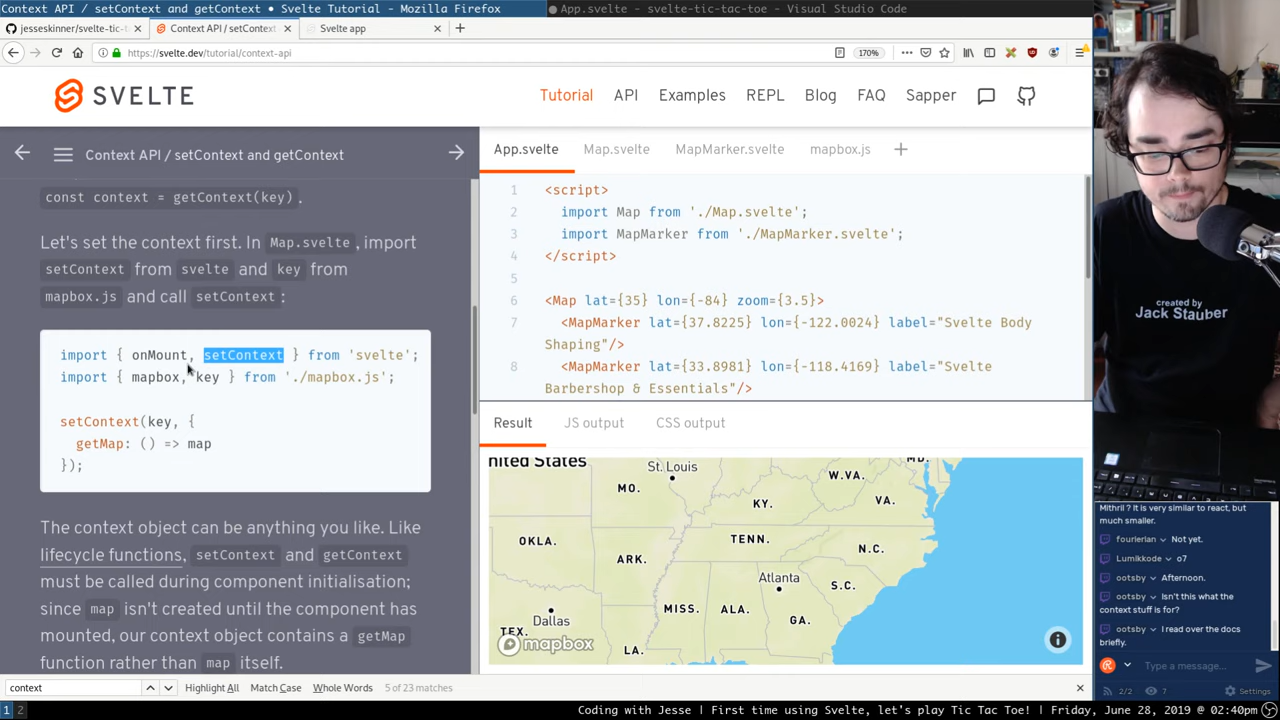 Context API / setContext and getContext • Svelte Tutorial - Mozilla Firefox
App.svelte - svelte-tic-tac-toe - Visual Studio Code
jesseskinner/svelte-tic-t
Context API / setContext
Svelte app
https://svelte.dev/tutorial/context-api
170%
SVELTE
Tutorial
API
Examples
REPL
Blog
FAQ
Sapper
Context API / setContext and getContext
const context = getContext(key).
Let's set the context first. In Map.svelte, import
setContext from svelte and key from
mapbox.js and call setContext:
import { onMount, setContext } from 'svelte';
import { mapbox, key } from './mapbox.js';
setContext(key, {
getMap: () => map
});
The context object can be anything you like. Like
lifecycle functions, setContext and getContext
must be called during component initialisation;
since map isn't created until the component has
mounted, our context object contains a getMap
function rather than map itself.
App.svelte
Map.svelte
MapMarker.svelte
mapbox.js
1 <script>
2 import Map from './Map.svelte';
3 import MapMarker from './MapMarker.svelte';
4 </script>
5
6 <Map lat={35} lon={-84} zoom={3.5}>
7 <MapMarker lat={37.8225} lon={-122.0024} label="Svelte Body
Shaping"/>
8 <MapMarker lat={33.8981} lon={-118.4169} label="Svelte
Barbershop & Essentials"/>
Result
JS output
CSS output
nited States
St. Louis
MD.
W.VA.
MO.
KY.
VA.
OKLA.
TENN.
N.C.
ARK.
Atlanta
S.C.
MISS.
ALA.
GA.
Dallas
TEX.
LA.
mapbox
created by
Jack Stauber
Mithril ? It is very similar to react, but
much smaller.
fourierian Not yet.
Lumikkode o7
ootsby Afternoon.
ootsby Isn't this what the
context stuff is for?
ootsby I read over the docs
briefly.
Type a message...
2/2
7
Settings
context
Highlight All
Match Case
Whole Words
5 of 23 matches
1 2
Coding with Jesse | First time using Svelte, let's play Tic Tac Toe! | Friday, June 28, 2019 @ 02:40pm